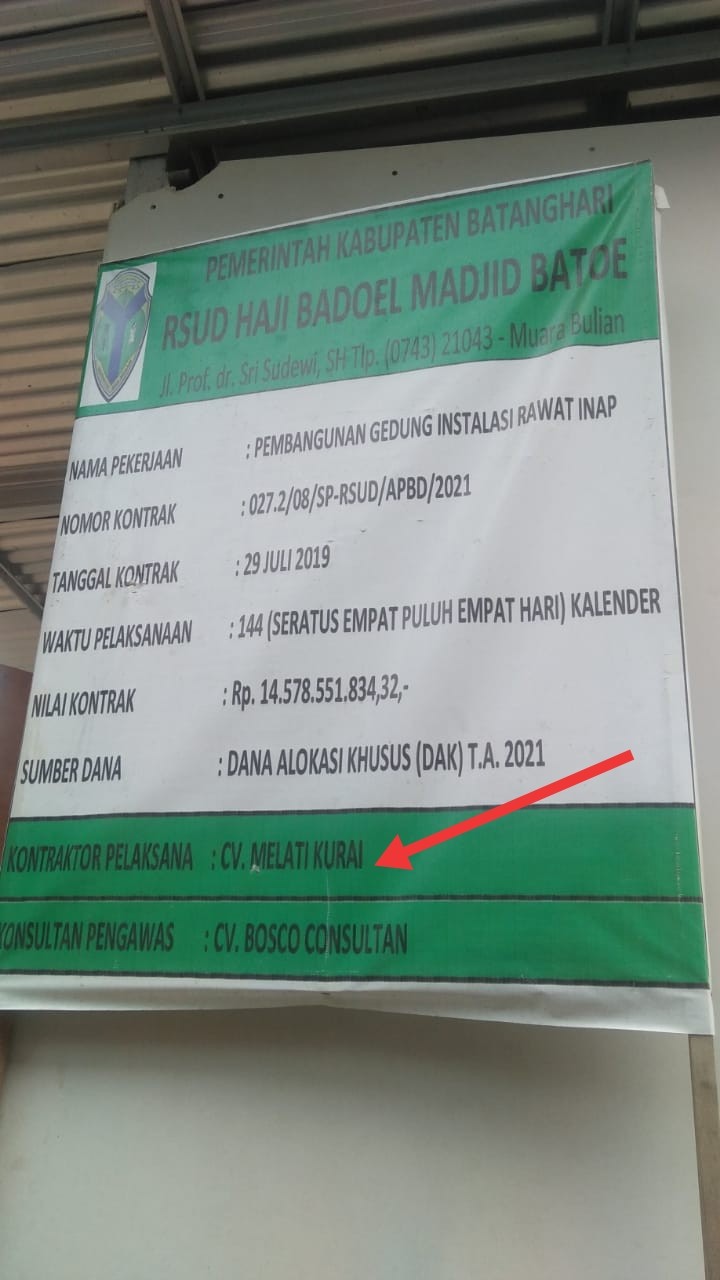 PEMERINTAH KABUPATEN BATANGHARI
RSUD HAJI BADOEL MADJID BATOE
Jl. Prof. dr. Sri Sudewi, SH Tlp. (0743) 21043 - Muara Bulian
NAMA PEKERJAAN : PEMBANGUNAN GEDUNG INSTALASI RAWAT INAP
NOMOR KONTRAK : 027.2/08/SP-RSUD/APBD/2021
TANGGAL KONTRAK : 29 JULI 2019
WAKTU PELAKSANAAN : 144 (SERATUS EMPAT PULUH EMPAT HARI) KALENDER
NILAI KONTRAK : Rp. 14.578.551.834,32,-
SUMBER DANA : DANA ALOKASI KHUSUS (DAK) T.A. 2021
KONTRAKTOR PELAKSANA : CV. MELATI KURAI
KONSULTAN PENGAWAS : CV. BOSCO CONSULTAN